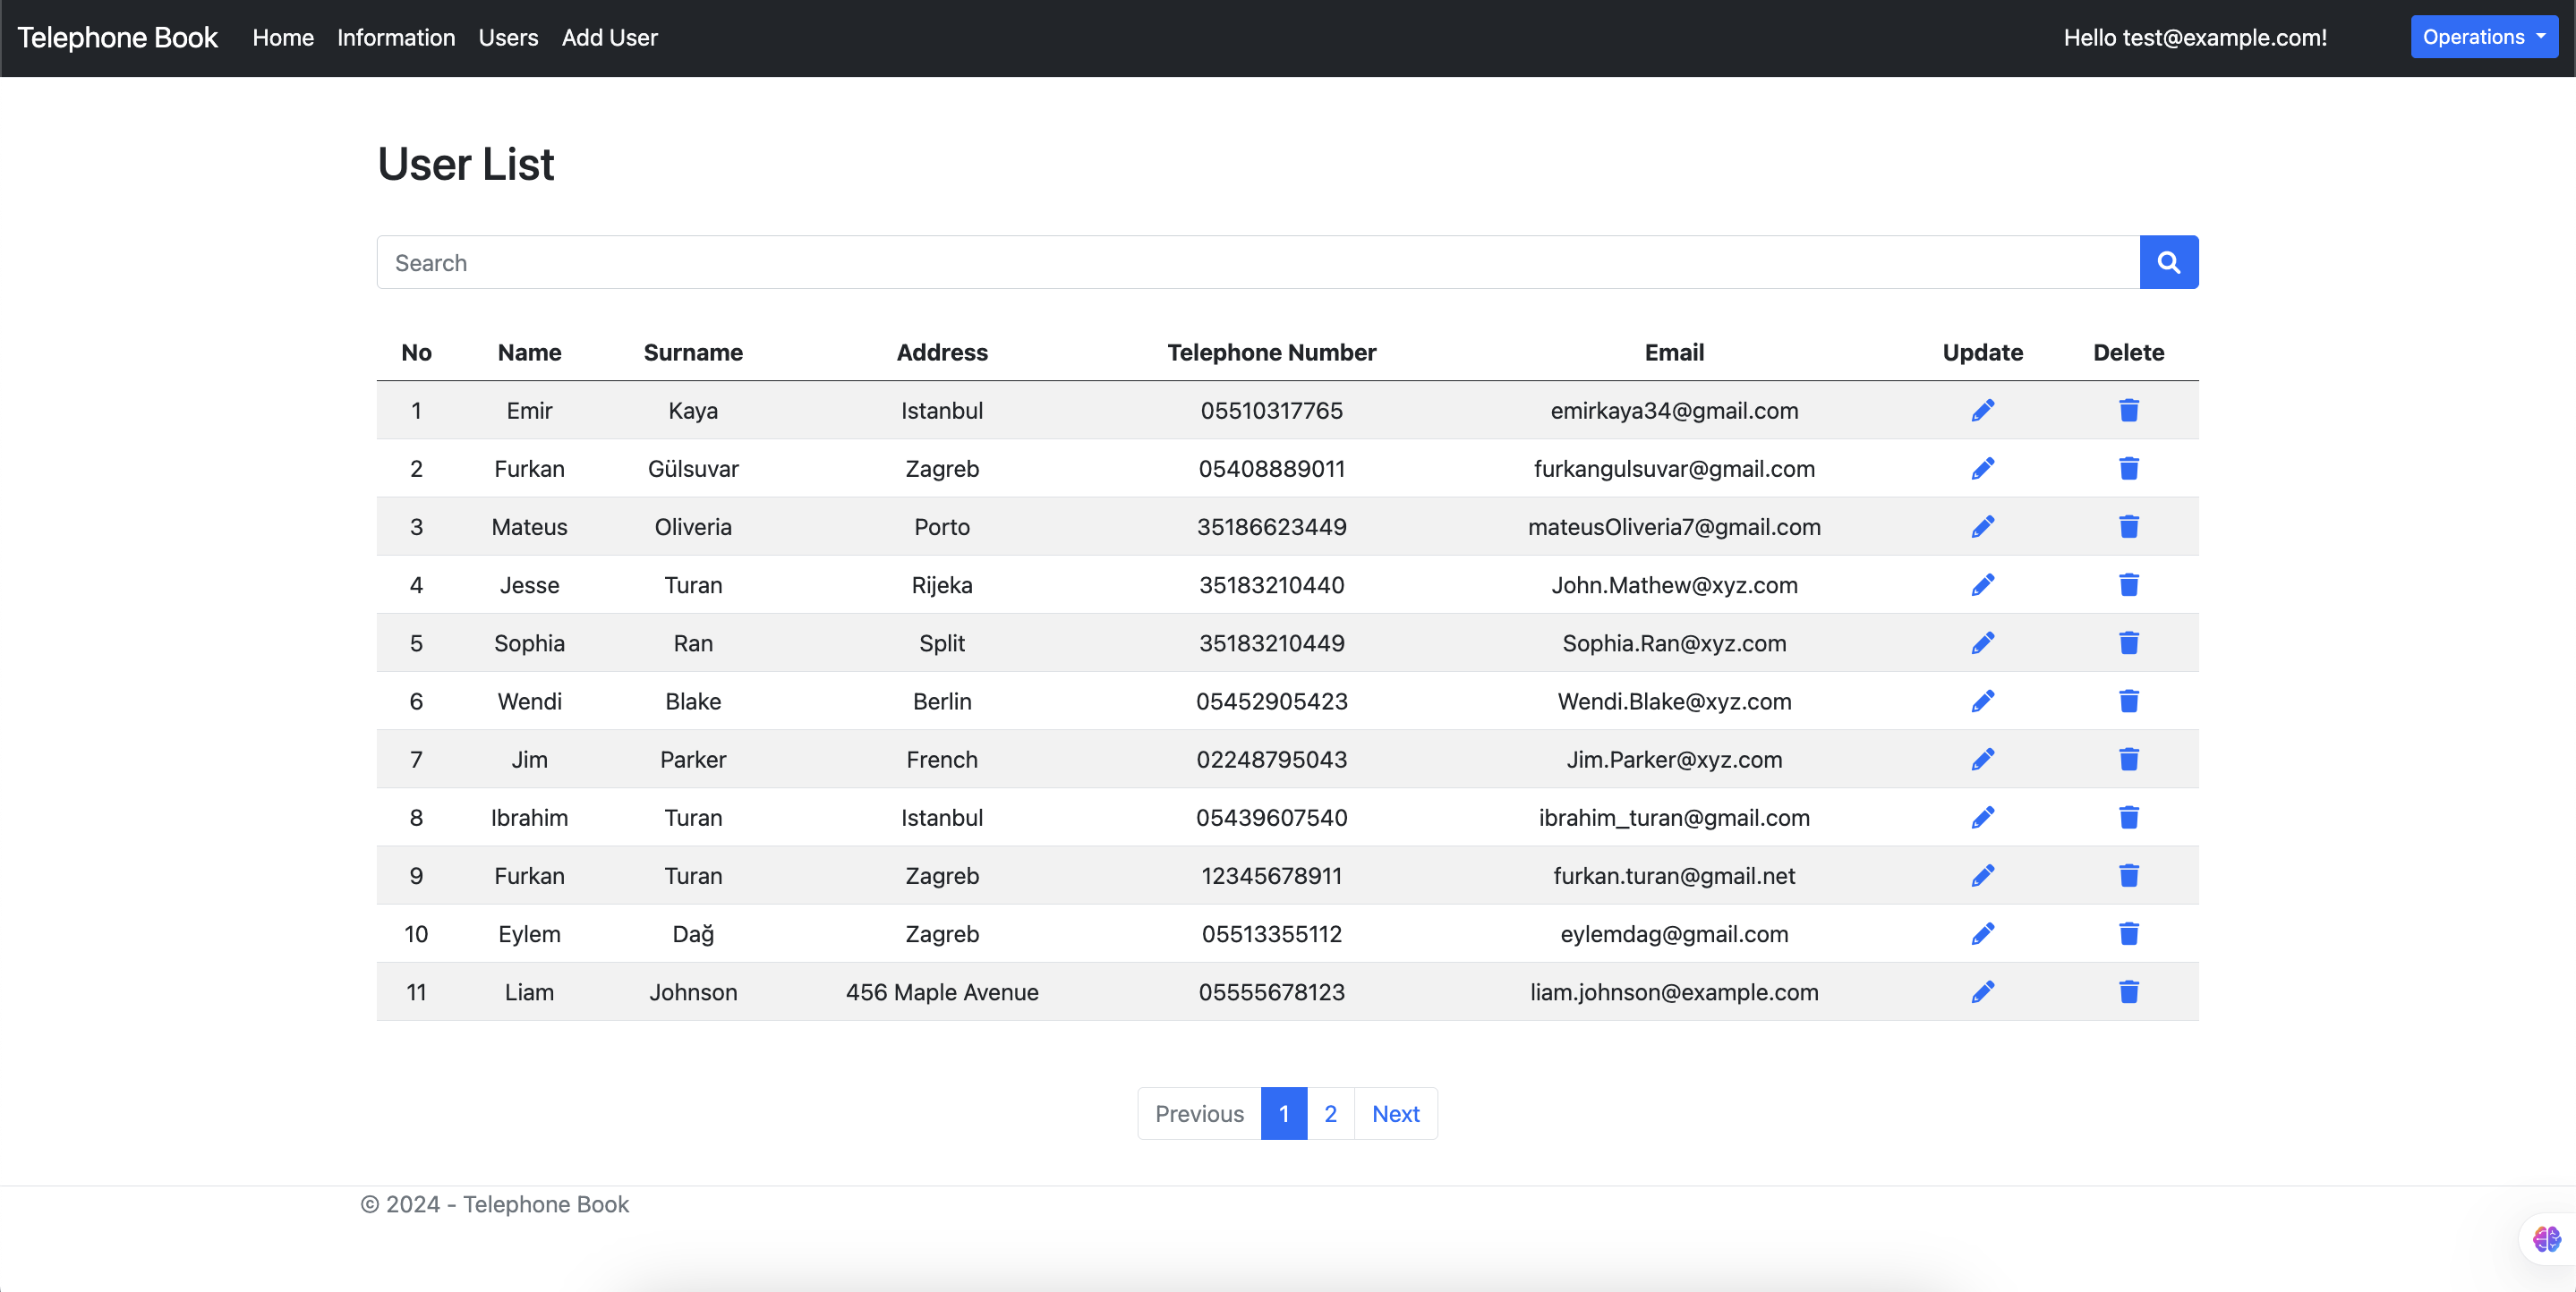 Telephone Book Home Information Users Add User Hello test@example.com! Operations
User List
Search
No Name Surname Address Telephone Number Email Update Delete
1 Emir Kaya Istanbul 05510317765 emirkaya34@gmail.com
2 Furkan Gülsuvar Zagreb 05408889011 furkangulsuvar@gmail.com
3 Mateus Oliveria Porto 35186623449 mateusOliveria7@gmail.com
4 Jesse Turan Rijeka 35183210440 John.Mathew@xyz.com
5 Sophia Ran Split 35183210449 Sophia.Ran@xyz.com
6 Wendi Blake Berlin 05452905423 Wendi.Blake@xyz.com
7 Jim Parker French 02248795043 Jim.Parker@xyz.com
8 Ibrahim Turan Istanbul 05439607540 ibrahim_turan@gmail.com
9 Furkan Turan Zagreb 12345678911 furkan.turan@gmail.net
10 Eylem Dağ Zagreb 05513355112 eylemdag@gmail.com
11 Liam Johnson 456 Maple Avenue 05555678123 liam.johnson@example.com
Previous 1 2 Next
© 2024 - Telephone Book